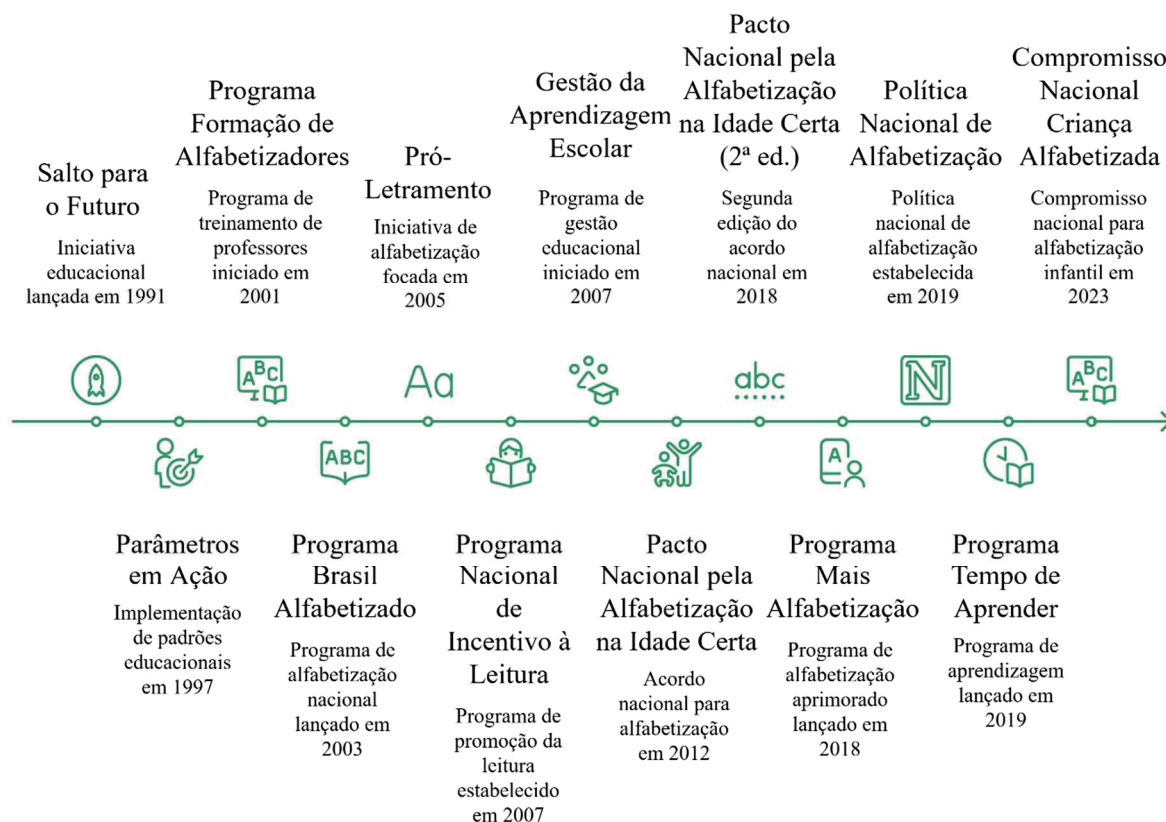 Salto para
o Futuro
Iniciativa
educacional
lançada em 1991
Parâmetros
em Ação
Implementação
de padrões
educacionais
em 1997
Programa
Formação de
Alfabetizadores
Programa de
treinamento de
professores
iniciado em
2001
Programa
Brasil
Alfabetizado
Programa de
alfabetização
nacional
lançado em
2003
Pró-
Letramento
Iniciativa de
alfabetização
focada em
2005
Programa
Nacional
de
Incentivo à
Leitura
Programa de
promoção da
leitura
estabelecido
em 2007
Gestão da
Aprendizagem
Escolar
Programa de
gestão
educacional
iniciado em
2007
Pacto
Nacional pela
Alfabetização
na Idade Certa
Acordo
nacional para
alfabetização
em 2012
Pacto
Nacional pela
Alfabetização
na Idade Certa
(2ª ed.)
Segunda
edição do
acordo
nacional em
2018
Programa
Mais
Alfabetização
Programa de
alfabetização
aprimorado
lançado em
2018
Política
Nacional de
Alfabetização
Política
nacional de
alfabetização
estabelecida
em 2019
Programa
Tempo de
Aprender
Programa de
aprendizagem
lançado em
2019
Compromisso
Nacional
Criança
Alfabetizada
Compromisso
nacional para
alfabetização
infantil em
2023
ABC
ABC
Aa
abc
A
N
ABC